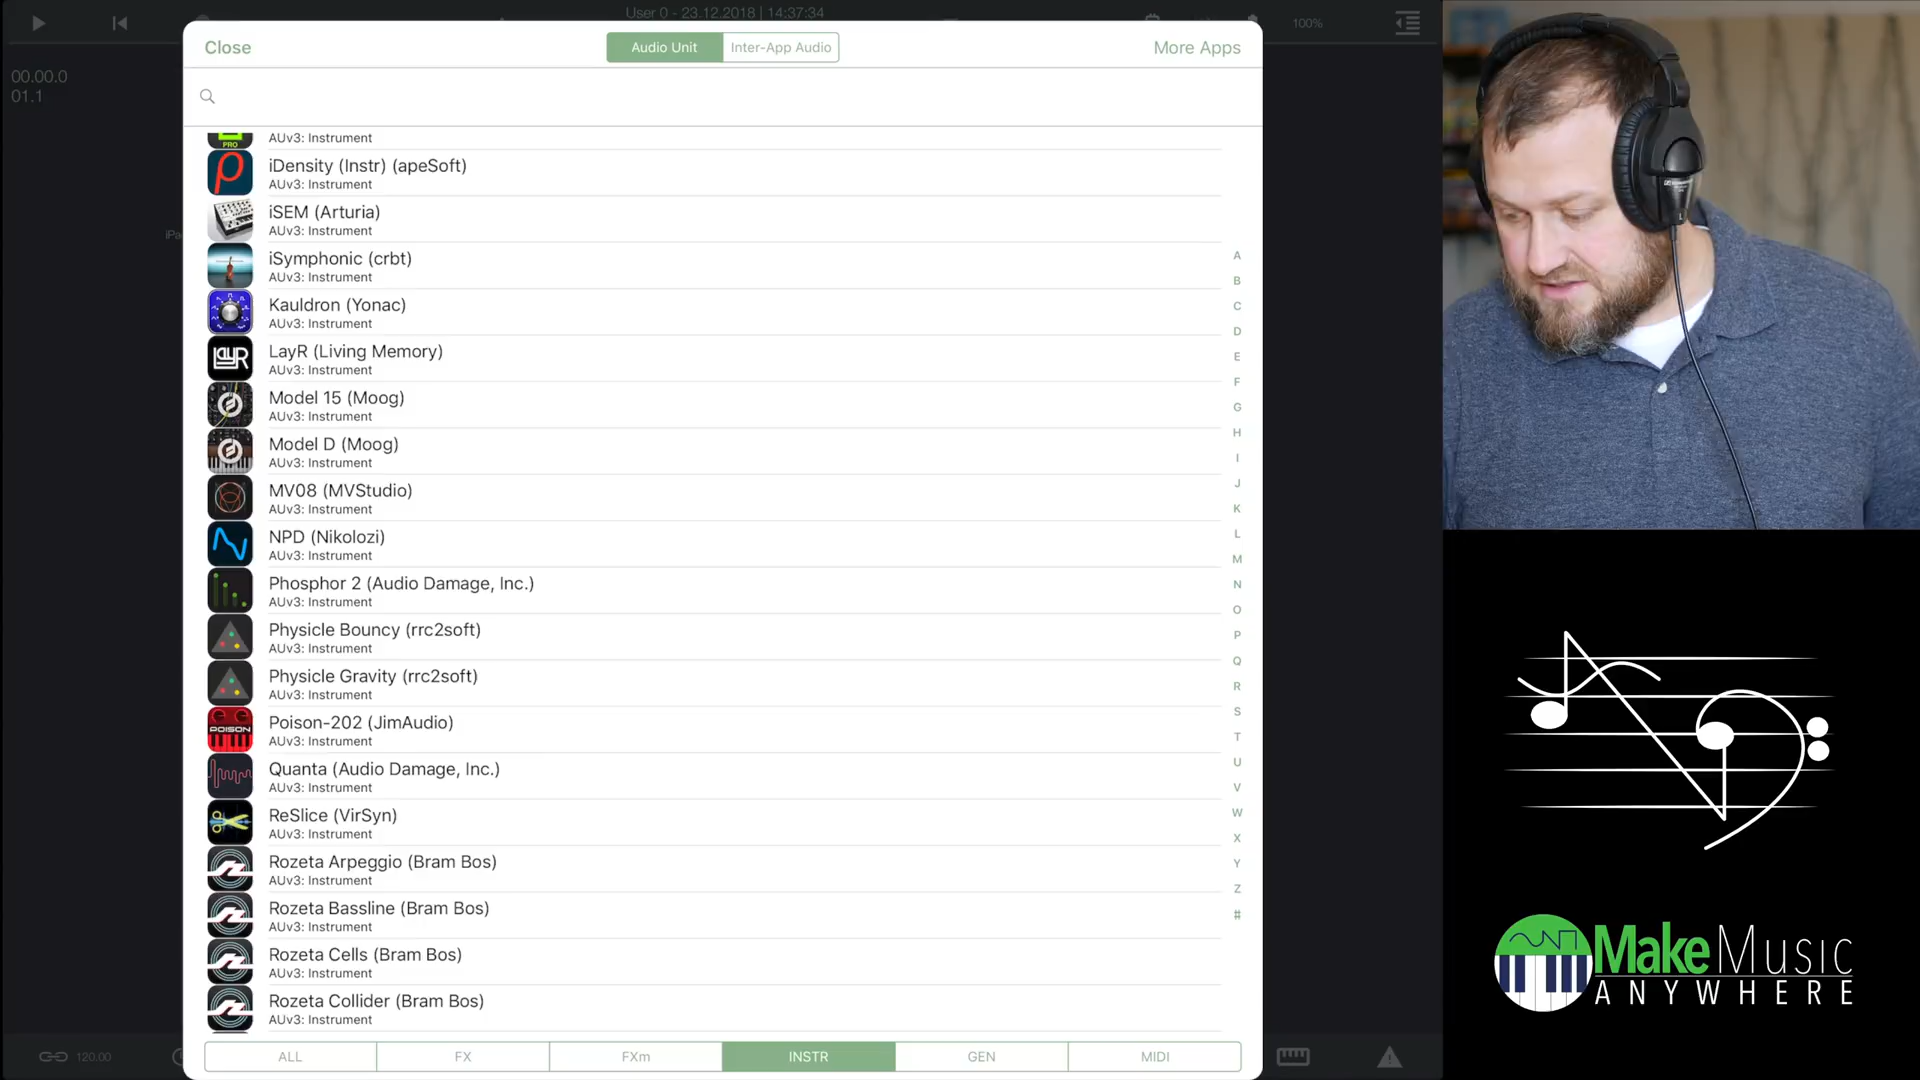 User 0 - 23.12.2018 | 14:37:34
100%
Close
Audio Unit
Inter-App Audio
More Apps
00.00.0
01.1
PRO
AUv3: Instrument
iDensity (Instr) (apeSoft)
AUv3: Instrument
iSEM (Arturia)
AUv3: Instrument
iPa
iSymphonic (crbt)
AUv3: Instrument
Kauldron (Yonac)
AUv3: Instrument
LayR
LayR (Living Memory)
AUv3: Instrument
Model 15 (Moog)
AUv3: Instrument
Model D (Moog)
AUv3: Instrument
MV08 (MVStudio)
AUv3: Instrument
NPD (Nikolozi)
AUv3: Instrument
Phosphor 2 (Audio Damage, Inc.)
AUv3: Instrument
Physicle Bouncy (rrc2soft)
AUv3: Instrument
Physicle Gravity (rrc2soft)
AUv3: Instrument
POISON
Poison-202 (JimAudio)
AUv3: Instrument
Quanta (Audio Damage, Inc.)
AUv3: Instrument
ReSlice (VirSyn)
AUv3: Instrument
Rozeta Arpeggio (Bram Bos)
AUv3: Instrument
Rozeta Bassline (Bram Bos)
AUv3: Instrument
Rozeta Cells (Bram Bos)
AUv3: Instrument
Rozeta Collider (Bram Bos)
AUv3: Instrument
A
B
C
D
E
F
G
H
I
J
K
L
M
N
O
P
Q
R
S
T
U
V
W
X
Y
Z
#
120.00
ALL
FX
FXm
INSTR
GEN
MIDI
Make Music
ANYWHERE